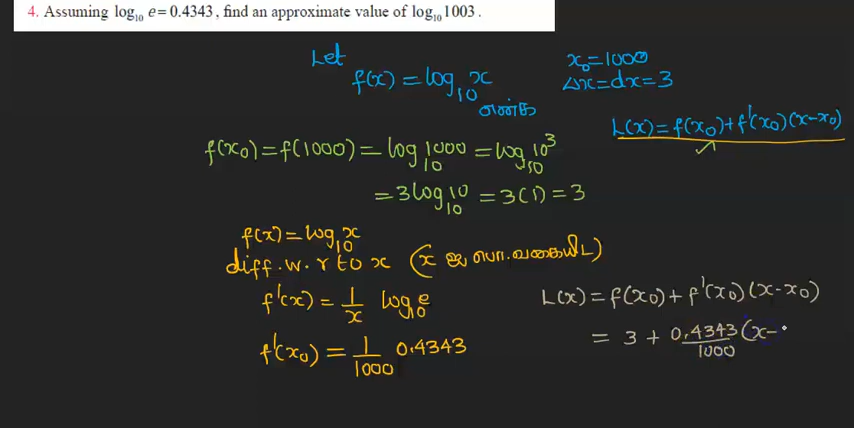 4. Assuming log₁₀ e = 0.4343, find an approximate value of log₁₀ 1003.
Let
f(x) = log₁₀ x
என்க
x₀ = 1000
Δx = dx = 3
L(x) = f(x₀) + f'(x₀)(x-x₀)
f(x₀) = f(1000) = log₁₀ 1000 = log₁₀ 10³
= 3 log₁₀ 10 = 3(1) = 3
f(x) = log₁₀ x
diff. w. r to x (x ஐ பொ. வகையிட)
f'(x) = 1/x log₁₀ e
f'(x₀) = 1/1000 0.4343
L(x) = f(x₀) + f'(x₀)(x-x₀)
= 3 + 0.4343/1000 (x-